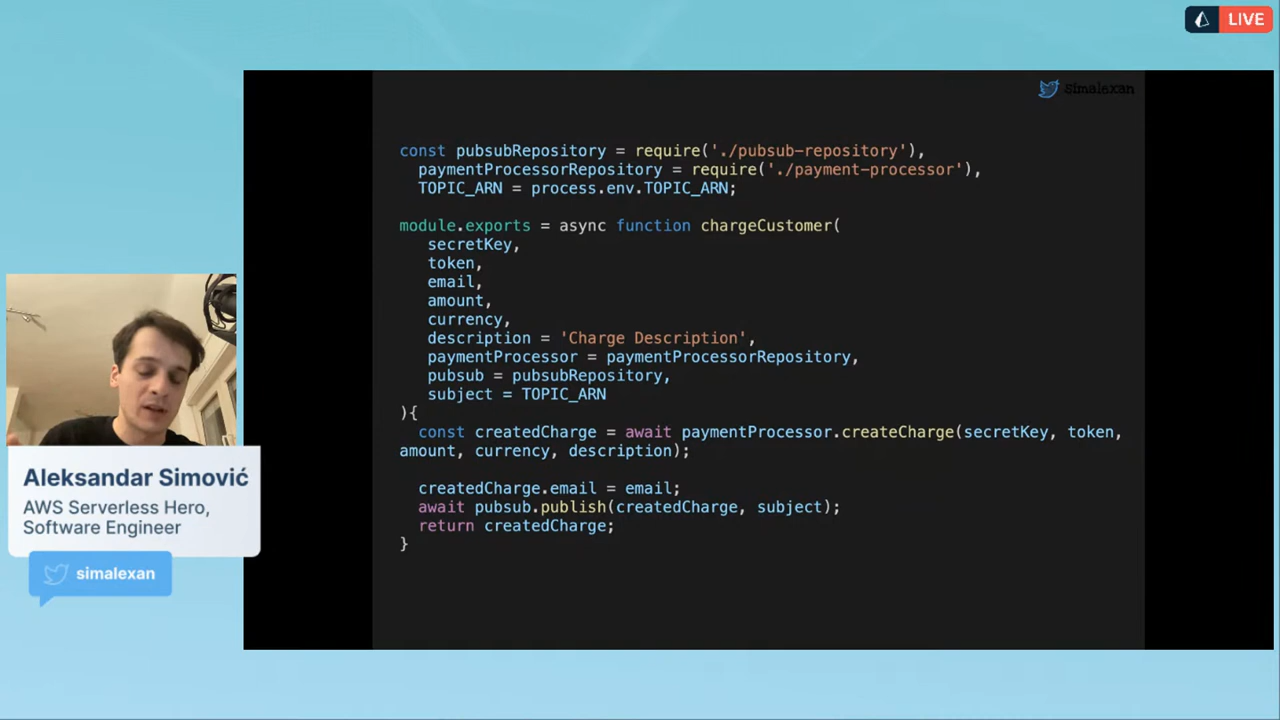 LIVE
Simalexan
const pubsubRepository = require('./pubsub-repository'),
paymentProcessorRepository = require('./payment-processor'),
TOPIC_ARN = process.env.TOPIC_ARN;
module.exports = async function chargeCustomer(
secretKey,
token,
email,
amount,
currency,
description = 'Charge Description',
paymentProcessor = paymentProcessorRepository,
pubsub = pubsubRepository,
subject = TOPIC_ARN
){
const createdCharge = await paymentProcessor.createCharge(secretKey, token,
amount, currency, description);
createdCharge.email = email;
await pubsub.publish(createdCharge, subject);
return createdCharge;
}
Aleksandar Simović
AWS Serverless Hero,
Software Engineer
simalexan